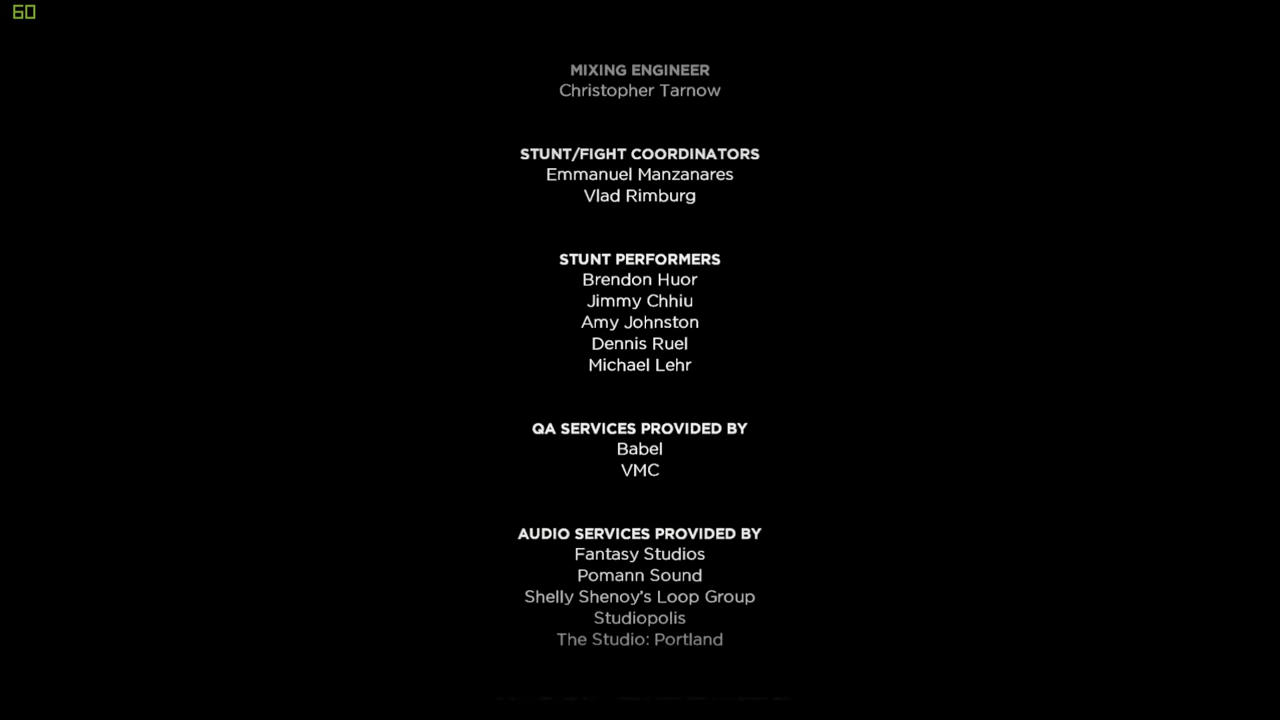 60
MIXING ENGINEER
Christopher Tarnow
STUNT/FIGHT COORDINATORS
Emmanuel Manzanares
Vlad Rimburg
STUNT PERFORMERS
Brendon Huor
Jimmy Chhiu
Amy Johnston
Dennis Ruel
Michael Lehr
QA SERVICES PROVIDED BY
Babel
VMC
AUDIO SERVICES PROVIDED BY
Fantasy Studios
Pomann Sound
Shelly Shenoy's Loop Group
Studiopolis
The Studio: Portland